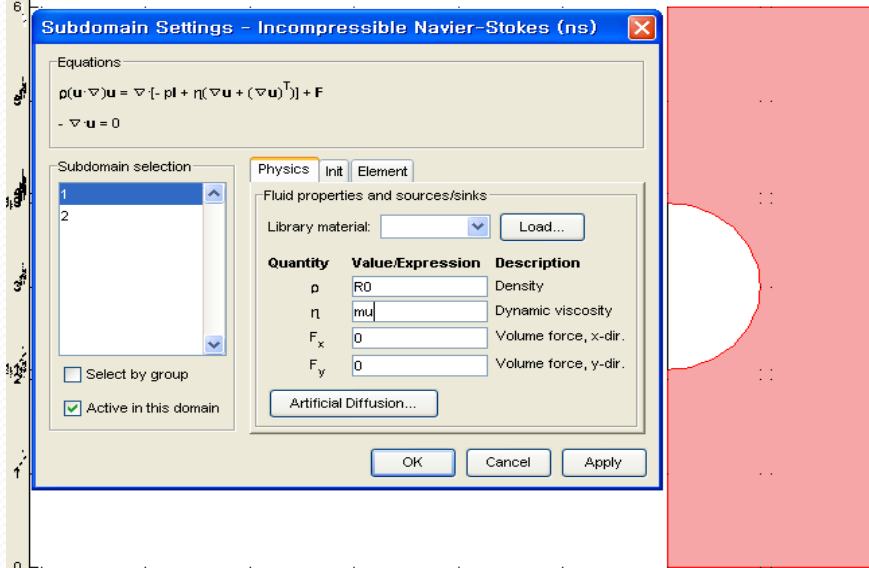 6
Subdomain Settings - Incompressible Navier-Stokes (ns)
Equations
ρ(u·∇)u = ∇·[- pI + η(∇u + (∇u)ᵀ)] + F
- ∇·u = 0
Subdomain selection
1
2
Select by group
Active in this domain
Physics Init Element
Fluid properties and sources/sinks
Library material: Load...
Quantity Value/Expression Description
ρ R0 Density
η mu Dynamic viscosity
Fx 0 Volume force, x-dir.
Fy 0 Volume force, y-dir.
Artificial Diffusion...
OK Cancel Apply
1
0